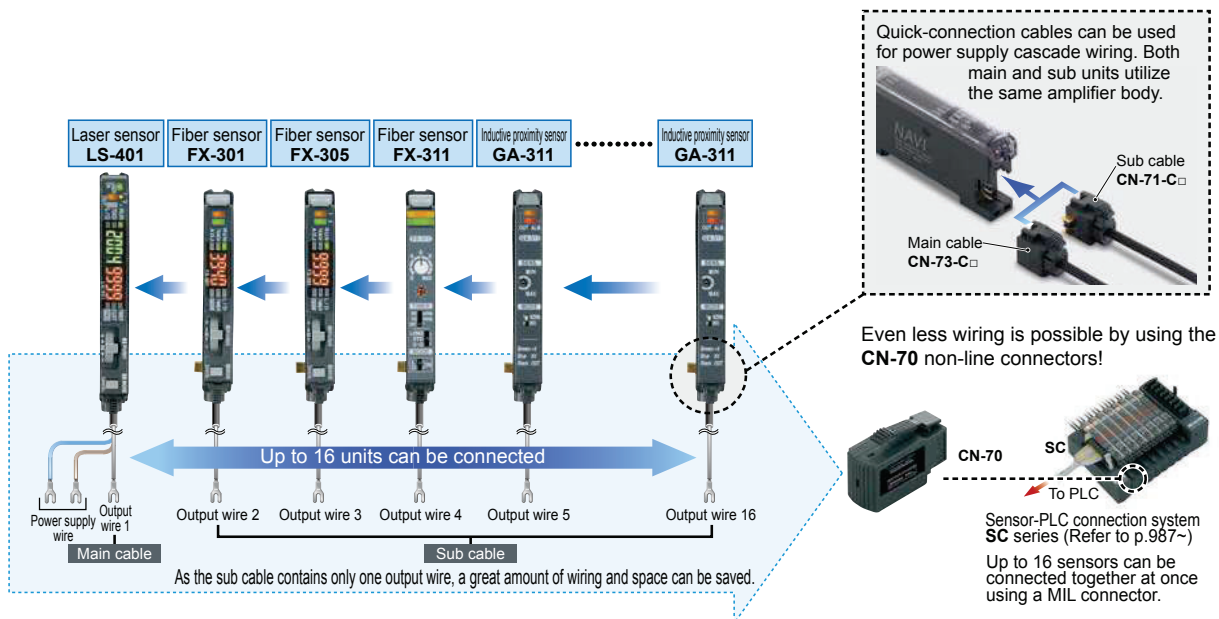 Quick-connection cables can be used
for power supply cascade wiring. Both
main and sub units utilize
the same amplifier body.
NAVI
Sub cable
CN-71-C□
Main cable
CN-73-C□
Laser sensor
LS-401
Fiber sensor
FX-301
Fiber sensor
FX-305
Fiber sensor
FX-311
Inductive proximity sensor
GA-311
Inductive proximity sensor
GA-311
Up to 16 units can be connected
Power supply
wire
Output
wire 1
Output wire 2
Output wire 3
Output wire 4
Output wire 5
Output wire 16
Main cable
Sub cable
As the sub cable contains only one output wire, a great amount of wiring and space can be saved.
Even less wiring is possible by using the
CN-70 non-line connectors!
CN-70
SC
To PLC
Sensor-PLC connection system
SC series (Refer to p.987~)
Up to 16 sensors can be
connected together at once
using a MIL connector.